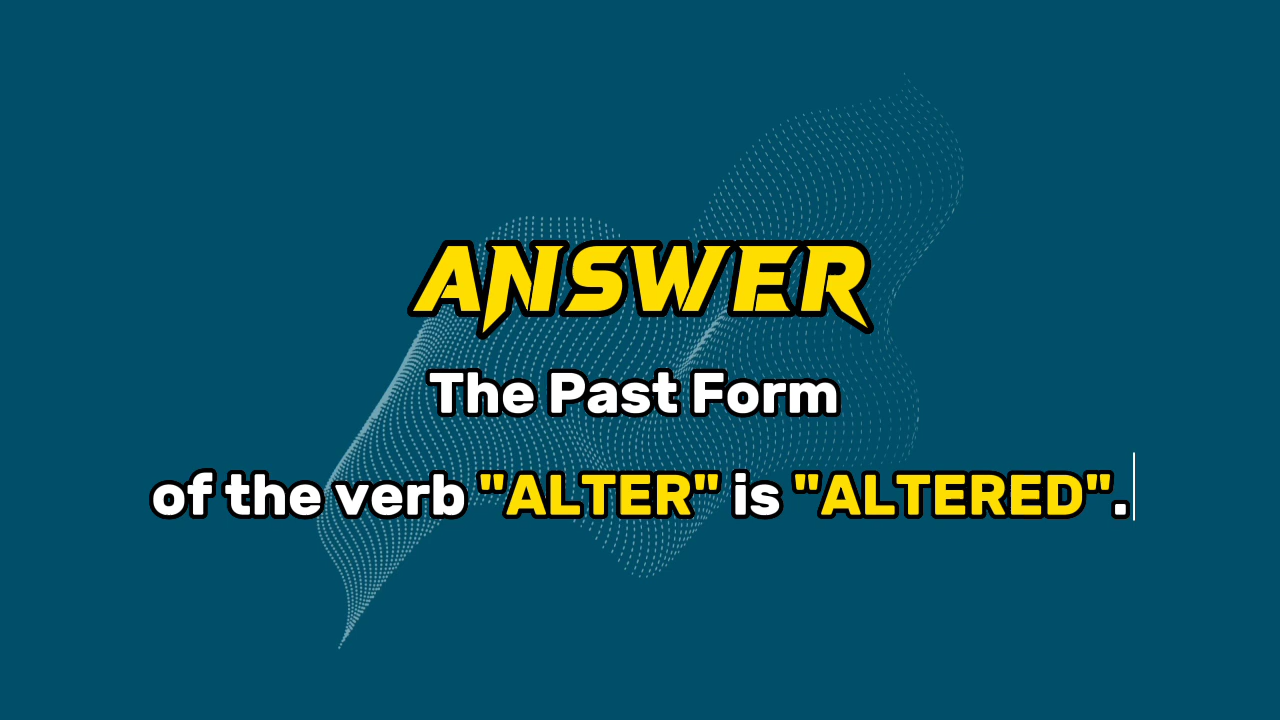 ANSWER
The Past Form
of the verb "ALTER" is "ALTERED".